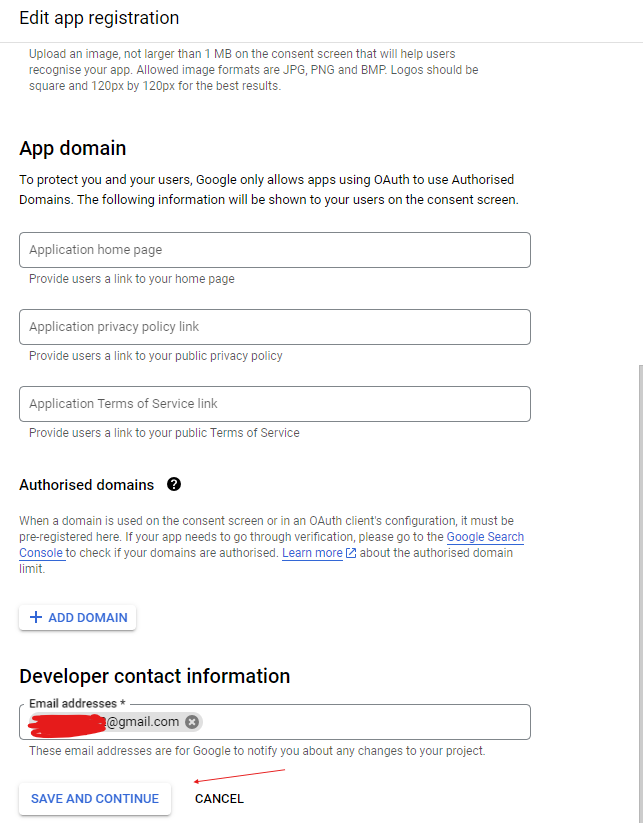 Edit app registration
Upload an image, not larger than 1 MB on the consent screen that will help users
recognise your app. Allowed image formats are JPG, PNG and BMP. Logos should be
square and 120px by 120px for the best results.
App domain
To protect you and your users, Google only allows apps using OAuth to use Authorised
Domains. The following information will be shown to your users on the consent screen.
Application home page
Provide users a link to your home page
Application privacy policy link
Provide users a link to your public privacy policy
Application Terms of Service link
Provide users a link to your public Terms of Service
Authorised domains ?
When a domain is used on the consent screen or in an OAuth client's configuration, it must be
pre-registered here. If your app needs to go through verification, please go to the Google Search
Console to check if your domains are authorised. Learn more about the authorised domain
limit.
+ ADD DOMAIN
Developer contact information
Email addresses *
@gmail.com
These email addresses are for Google to notify you about any changes to your project.
SAVE AND CONTINUE CANCEL